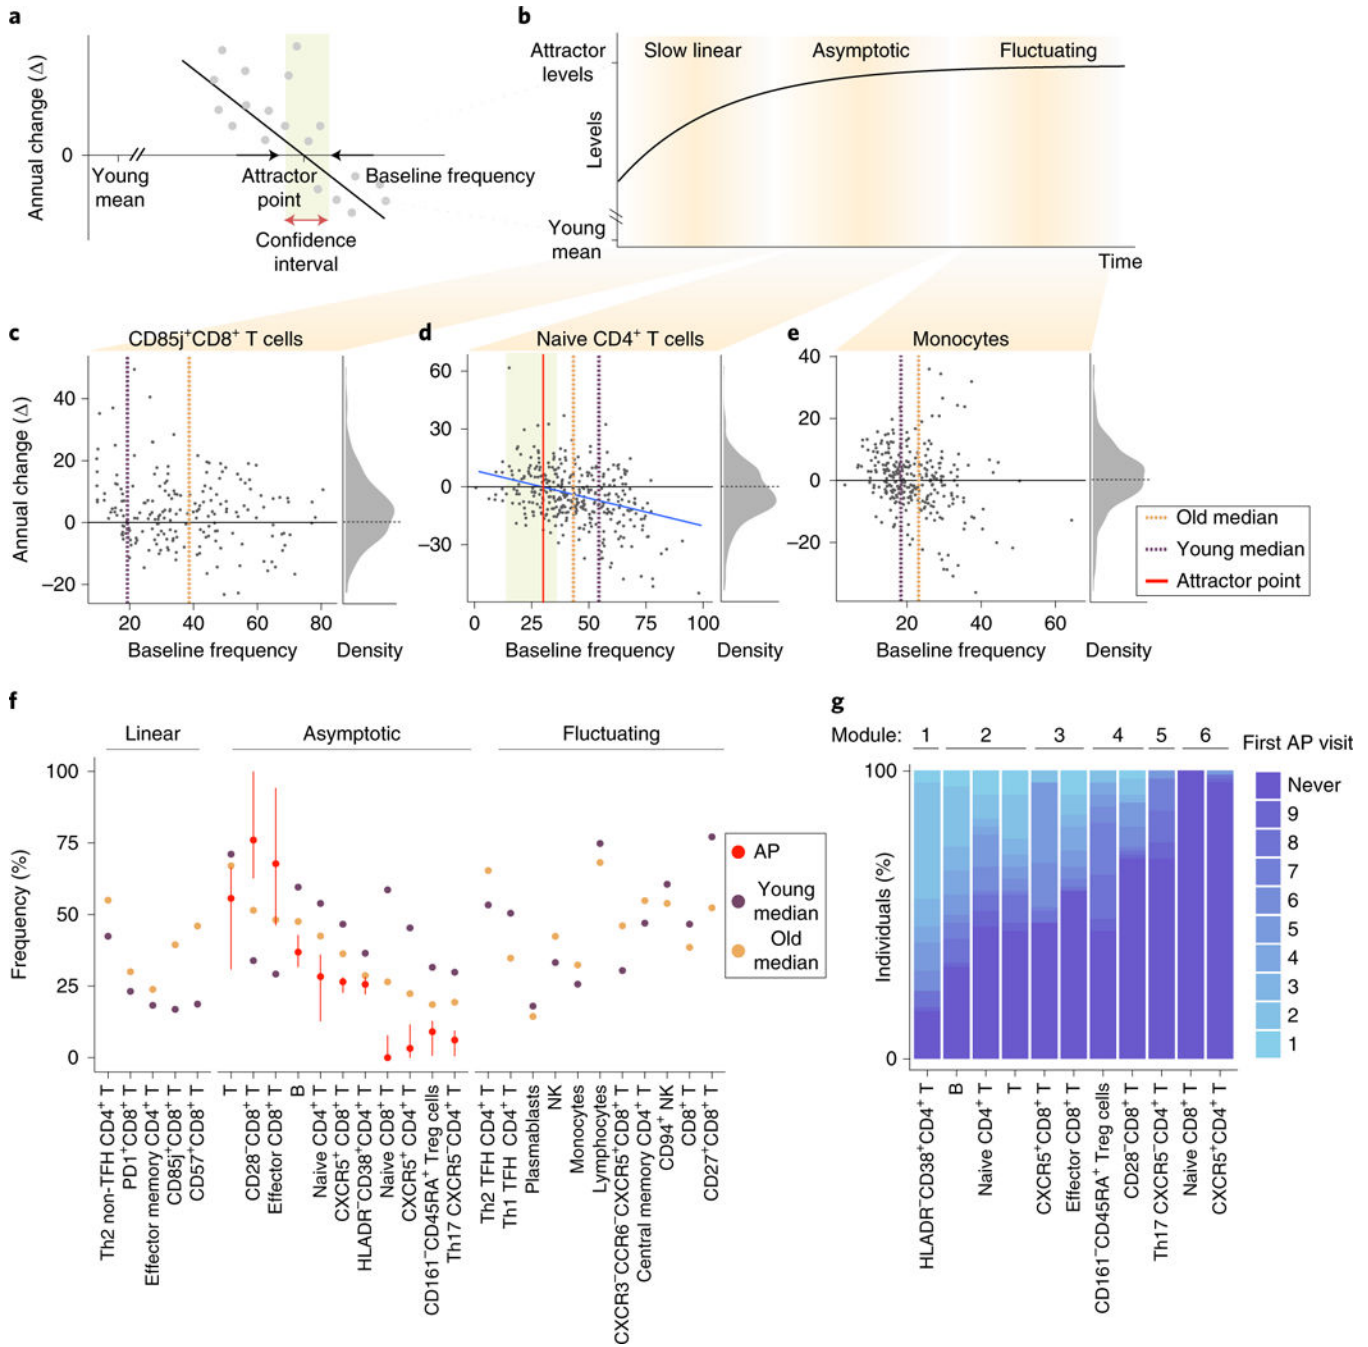 a
Annual change (Δ)
0
Young
mean
Attractor
point
Baseline frequency
Confidence
interval
b
Attractor
levels
Levels
Young
mean
Slow linear
Asymptotic
Fluctuating
Time
c
CD85j⁺CD8⁺ T cells
Annual change (Δ)
40
20
0
−20
20
40
60
80
Baseline frequency
Density
d
Naive CD4⁺ T cells
60
30
0
−30
0
25
50
75
100
Baseline frequency
Density
e
Monocytes
40
20
0
−20
20
40
60
Baseline frequency
Density
Old median
Young median
Attractor point
f
Linear
Asymptotic
Fluctuating
Frequency (%)
100
75
50
25
0
AP
Young
median
Old
median
Th2 non-TFH CD4⁺ T
PD1⁺CD8⁺ T
Effector memory CD4⁺ T
CD85j⁺CD8⁺ T
CD57⁺CD8⁺ T
T
CD28⁻CD8⁺ T
Effector CD8⁺ T
B
Naive CD4⁺ T
CXCR5⁺ CD8⁺ T
HLADR⁻CD38⁺CD4⁺ T
Naive CD8⁺ T
CXCR5⁺ CD4⁺ T
CD161⁻CD45RA⁺ Treg cells
Th17 CXCR5⁻CD4⁺ T
Th2 TFH CD4⁺ T
Th1 TFH CD4⁺ T
Plasmablasts
NK
Monocytes
Lymphocytes
CXCR3⁻CCR6⁻CXCR5⁺CD8⁺ T
Central memory CD4⁺ T
CD94⁺ NK
CD8⁺ T
CD27⁺CD8⁺ T
g
Module: 1 2 3 4 5 6
First AP visit
Individuals (%)
100
0
Never
9
8
7
6
5
4
3
2
1
HLADR⁻CD38⁺CD4⁺ T
B
Naive CD4⁺ T
T
CXCR5⁺CD8⁺ T
Effector CD8⁺ T
CD161⁻CD45RA⁺ Treg cells
CD28⁻CD8⁺ T
Th17 CXCR5⁻CD4⁺ T
Naive CD8⁺ T
CXCR5⁺CD4⁺ T